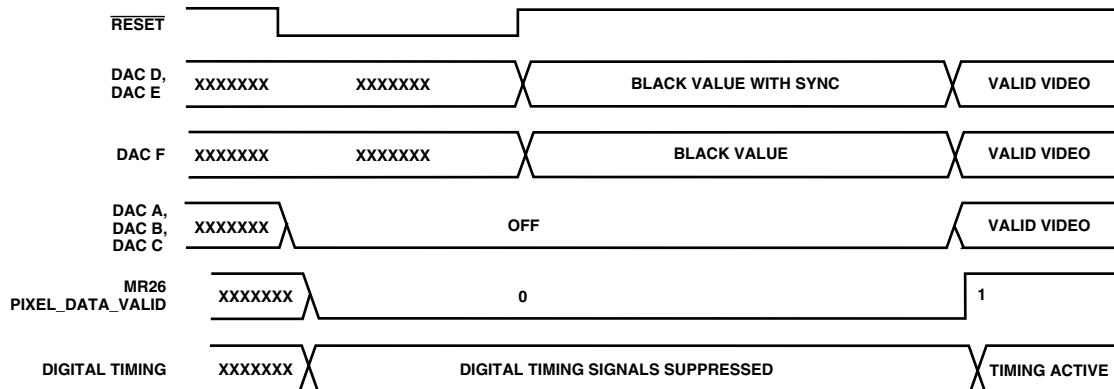 RESET
DAC D,
DAC E
XXXXXXX XXXXXXX BLACK VALUE WITH SYNC VALID VIDEO
DAC F XXXXXXX XXXXXXX BLACK VALUE VALID VIDEO
DAC A,
DAC B,
DAC C
XXXXXXX OFF VALID VIDEO
MR26
PIXEL_DATA_VALID
XXXXXXX 0 1
DIGITAL TIMING XXXXXXX DIGITAL TIMING SIGNALS SUPPRESSED TIMING ACTIVE